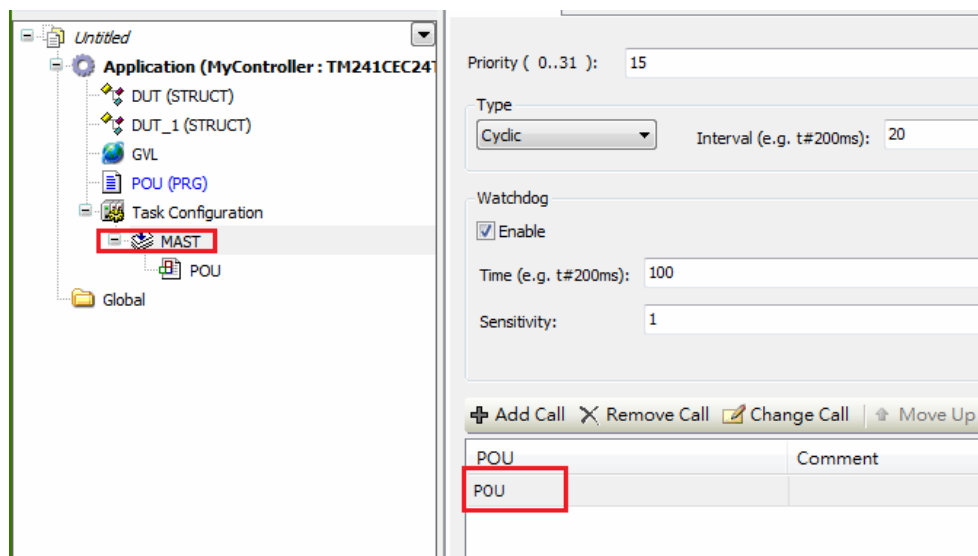 Untitled
Application (MyController : TM241CEC24T
DUT (STRUCT)
DUT_1 (STRUCT)
GVL
POU (PRG)
Task Configuration
MAST
POU
Global
Priority ( 0..31 ): 15
Type
Cyclic Interval (e.g. t#200ms): 20
Watchdog
Enable
Time (e.g. t#200ms): 100
Sensitivity: 1
Add Call Remove Call Change Call Move Up
POU Comment
POU